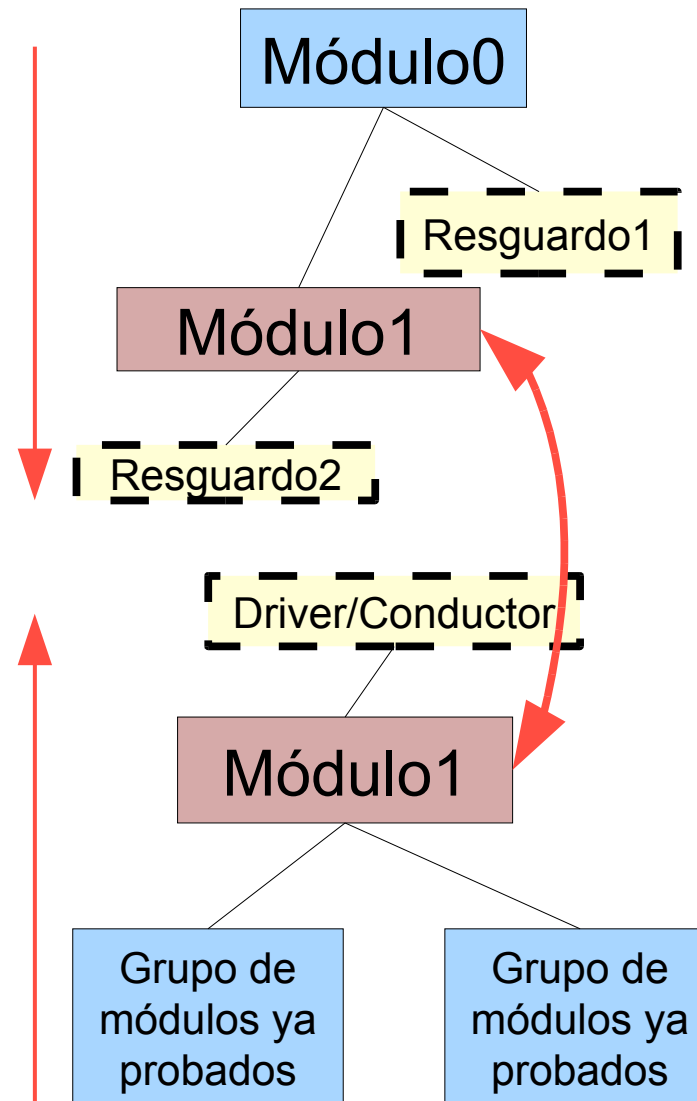 Módulo0
Resguardo1
Módulo1
Resguardo2
Driver/Conductor
Módulo1
Grupo de
módulos ya
probados
Grupo de
módulos ya
probados